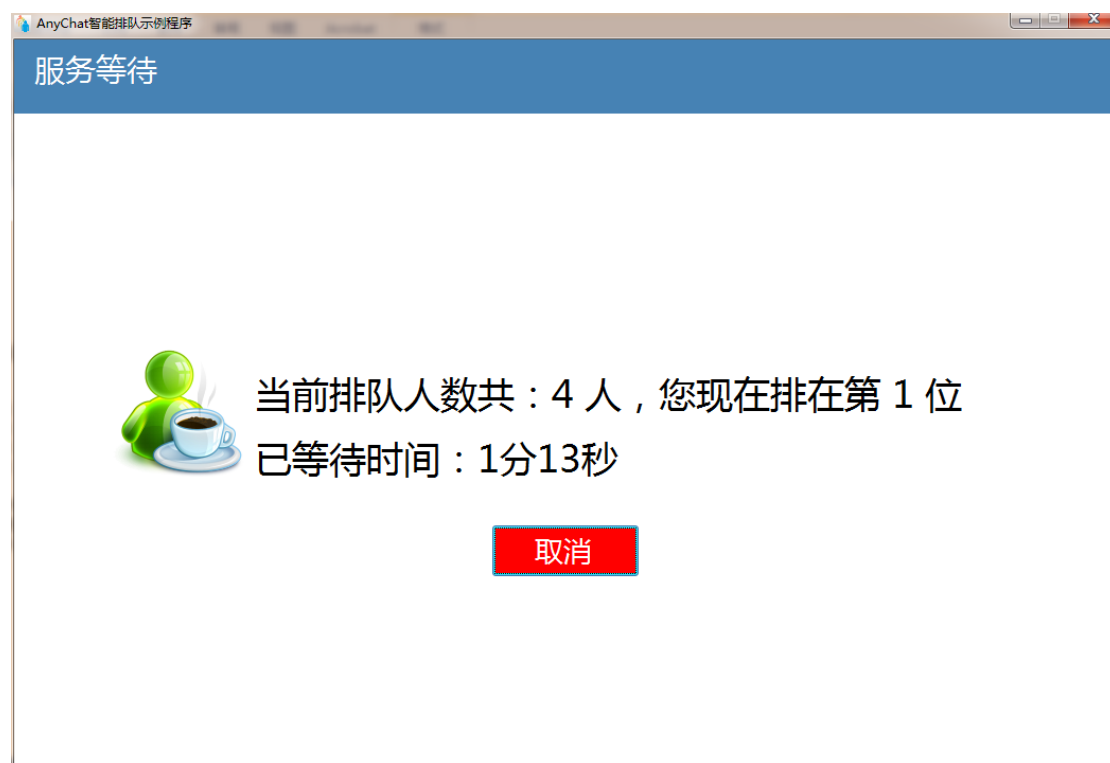 AnyChat智能排队示例程序
服务等待
当前排队人数共：4 人，您现在排在第 1 位
已等待时间：1分13秒
取消